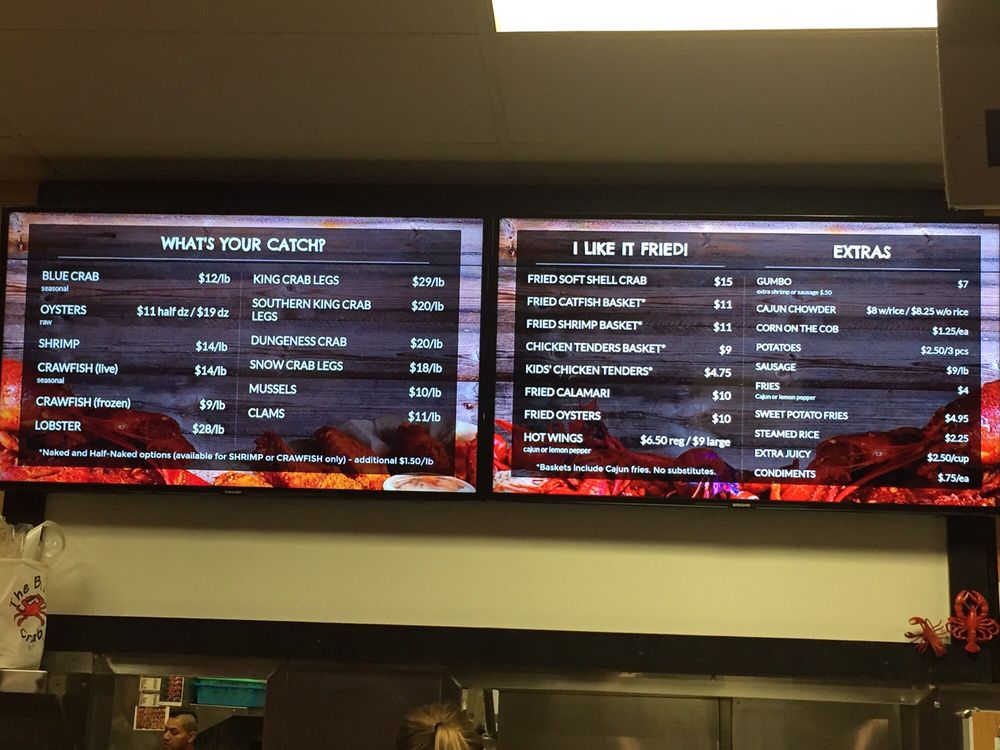 WHAT'S YOUR CATCH?
BLUE CRAB $12/lb
seasonal
OYSTERS $11 half dz / $19 dz
raw
SHRIMP $14/lb
CRAWFISH (live) $14/lb
seasonal
CRAWFISH (frozen) $9/lb
LOBSTER $28/lb
KING CRAB LEGS $29/lb
SOUTHERN KING CRAB $20/lb
LEGS
DUNGENESS CRAB $20/lb
SNOW CRAB LEGS $18/lb
MUSSELS $10/lb
CLAMS $11/lb
*Naked and Half-Naked options (available for SHRIMP or CRAWFISH only) - additional $1.50/lb
SAMSUNG
I LIKE IT FRIED!
FRIED SOFT SHELL CRAB $15
FRIED CATFISH BASKET* $11
FRIED SHRIMP BASKET* $11
CHICKEN TENDERS BASKET* $9
KIDS' CHICKEN TENDERS* $4.75
FRIED CALAMARI $10
FRIED OYSTERS $10
HOT WINGS $6.50 reg / $9 large
cajun or lemon pepper
*Baskets include Cajun fries. No substitutes.
EXTRAS
GUMBO $7
extra shrimp or sausage $.50
CAJUN CHOWDER $8 w/rice / $8.25 w/o rice
CORN ON THE COB $1.25/ea
POTATOES $2.50/3 pcs
SAUSAGE $9/lb
FRIES $4
Cajun or lemon pepper
SWEET POTATO FRIES $4.95
STEAMED RICE $2.25
EXTRA JUICY $2.50/cup
CONDIMENTS $.75/ea
SAMSUNG
The B
Crab